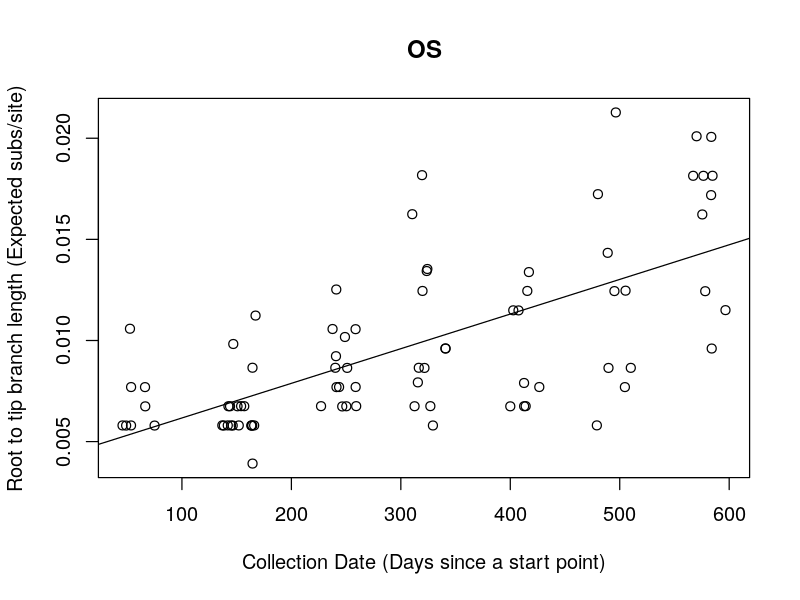 OS
Root to tip branch length (Expected subs/site)
0.020
0.015
0.010
0.005
100 200 300 400 500 600
Collection Date (Days since a start point)